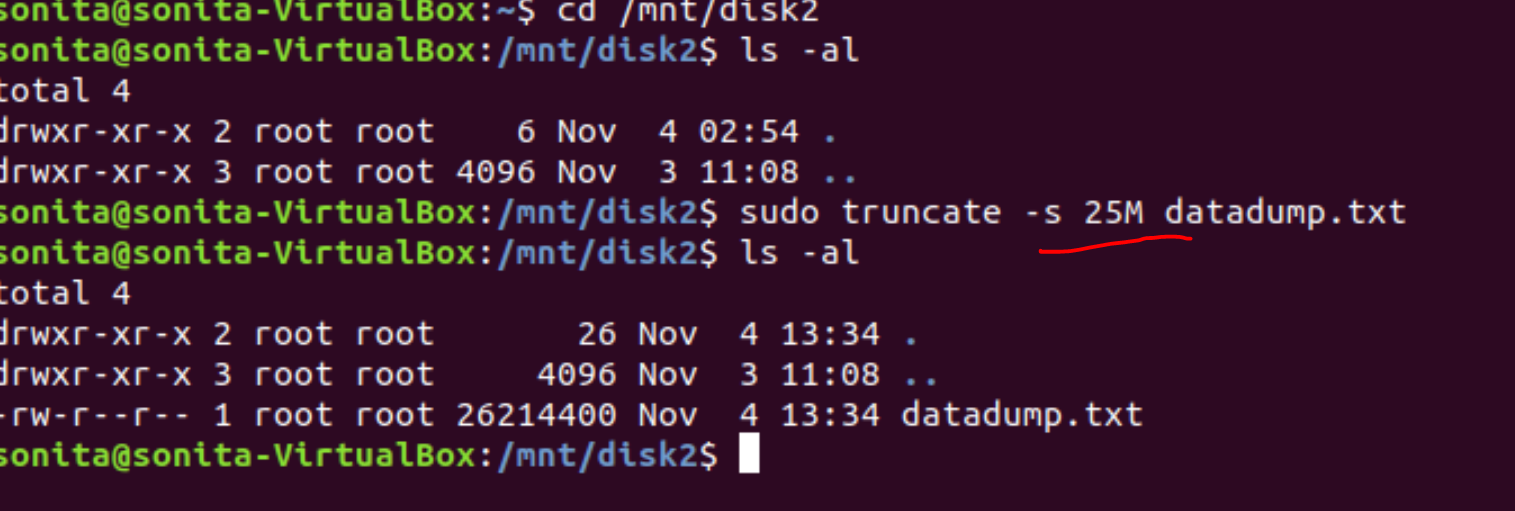 sonita@sonita-VirtualBox:~$ cd /mnt/disk2
sonita@sonita-VirtualBox:/mnt/disk2$ ls -al
total 4
drwxr-xr-x 2 root root    6 Nov  4 02:54 .
drwxr-xr-x 3 root root 4096 Nov  3 11:08 ..
sonita@sonita-VirtualBox:/mnt/disk2$ sudo truncate -s 25M datadump.txt
sonita@sonita-VirtualBox:/mnt/disk2$ ls -al
total 4
drwxr-xr-x 2 root root       26 Nov  4 13:34 .
drwxr-xr-x 3 root root     4096 Nov  3 11:08 ..
-rw-r--r-- 1 root root 26214400 Nov  4 13:34 datadump.txt
sonita@sonita-VirtualBox:/mnt/disk2$